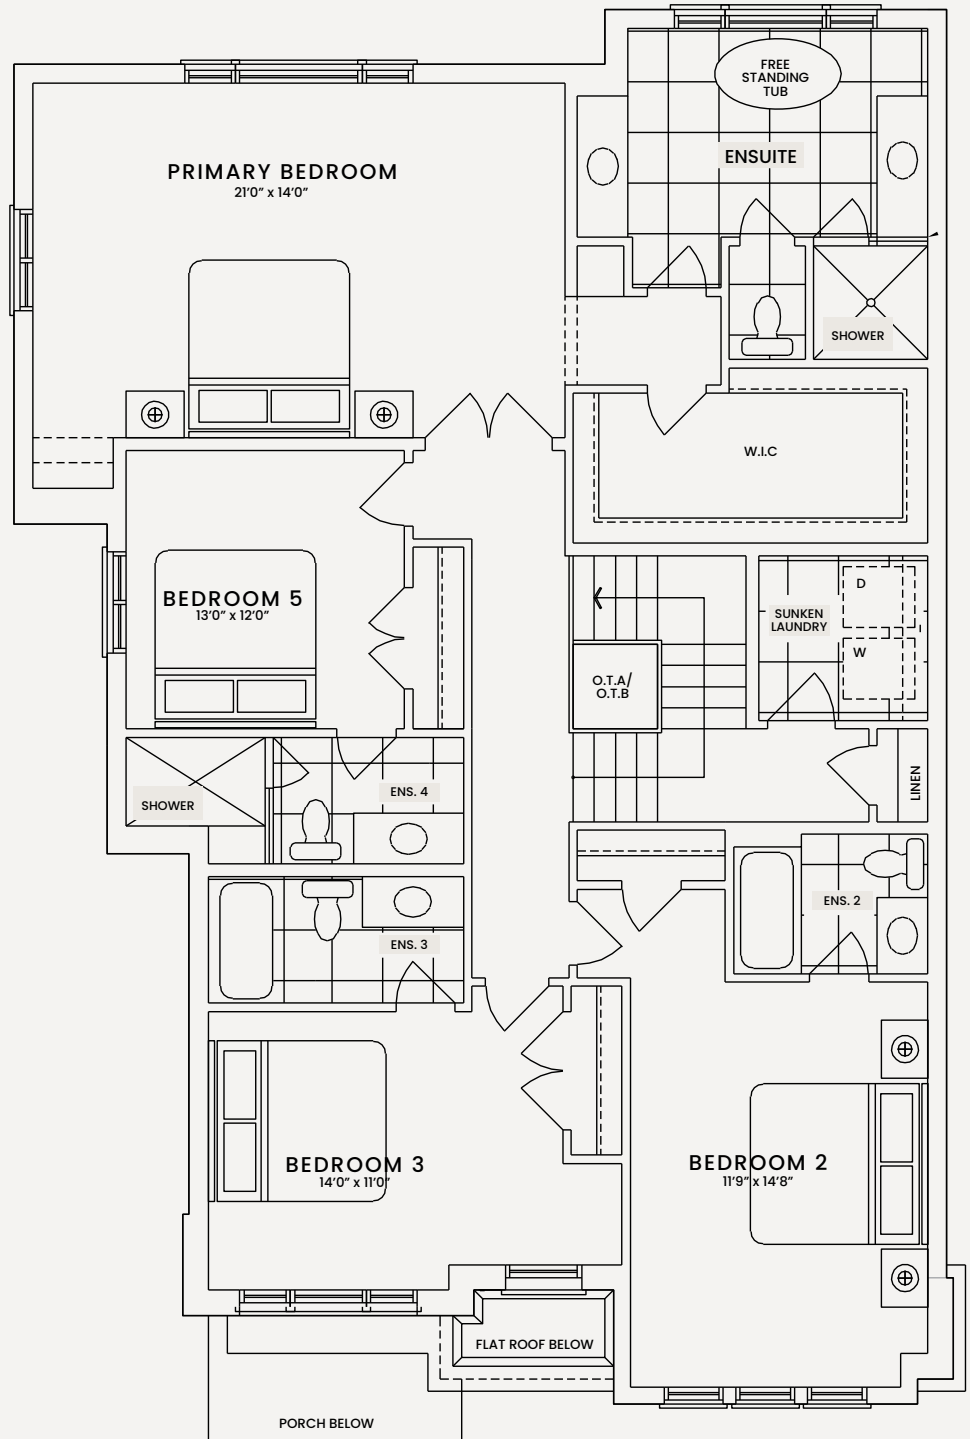 FREE
STANDING
TUB
ENSUITE
PRIMARY BEDROOM
21’0” x 14’0”
SHOWER
W.I.C
BEDROOM 5
13’0” x 12’0”
D
SUNKEN
LAUNDRY
W
O.T.A/
O.T.B
LINEN
ENS. 4
SHOWER
ENS. 2
ENS. 3
BEDROOM 3
14’0” x 11’0”
BEDROOM 2
11’9” x 14’8”
FLAT ROOF BELOW
PORCH BELOW